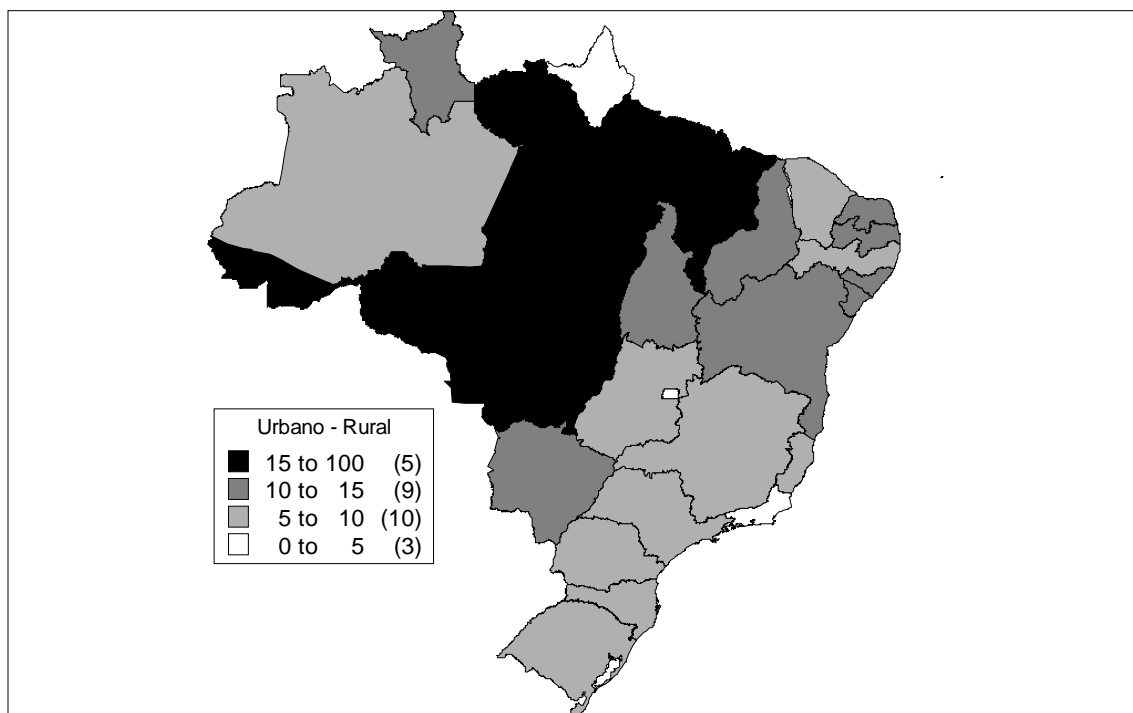 Urbano - Rural
15 to 100 (5)
10 to 15 (9)
5 to 10 (10)
0 to 5 (3)